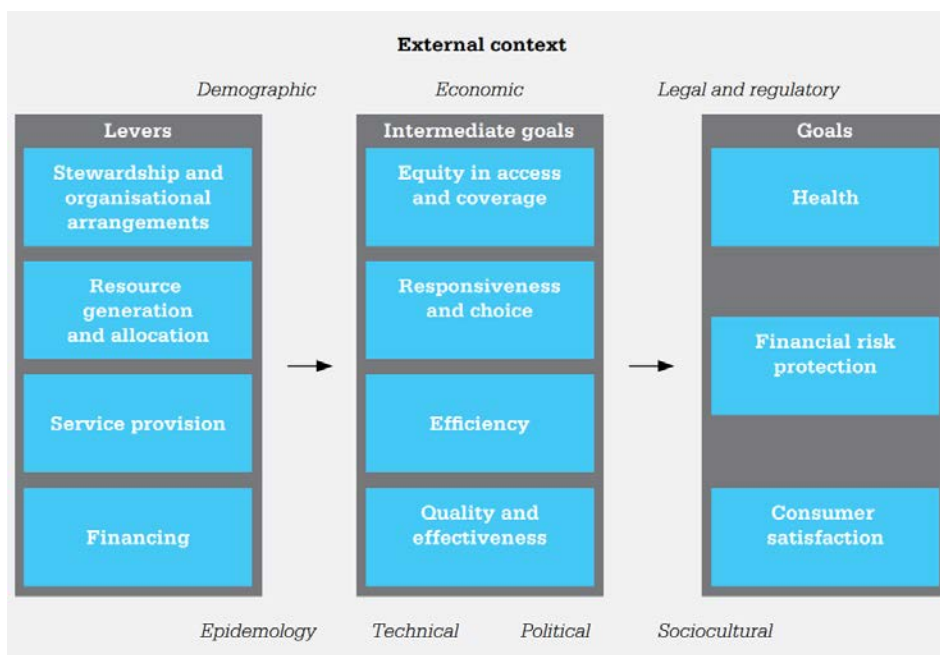 External context
Demographic Economic Legal and regulatory
Levers
Stewardship and
organisational
arrangements
Resource
generation
and allocation
Service provision
Financing
Intermediate goals
Equity in access
and coverage
Responsiveness
and choice
Efficiency
Quality and
effectiveness
Goals
Health
Financial risk
protection
Consumer
satisfaction
Epidemology Technical Political Sociocultural